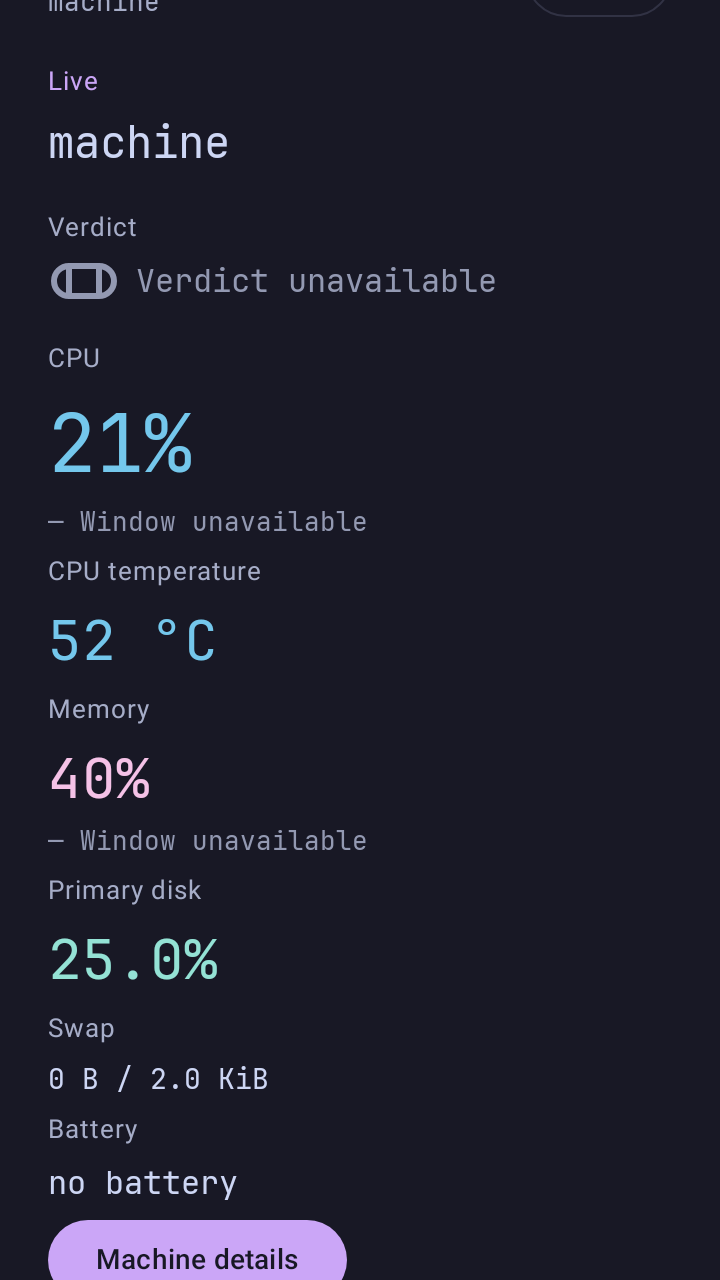 machine
Live
machine
Verdict
Verdict unavailable
CPU
21%
— Window unavailable
CPU temperature
52 °C
Memory
40%
— Window unavailable
Primary disk
25.0%
Swap
0 B / 2.0 KiB
Battery
no battery
Machine details